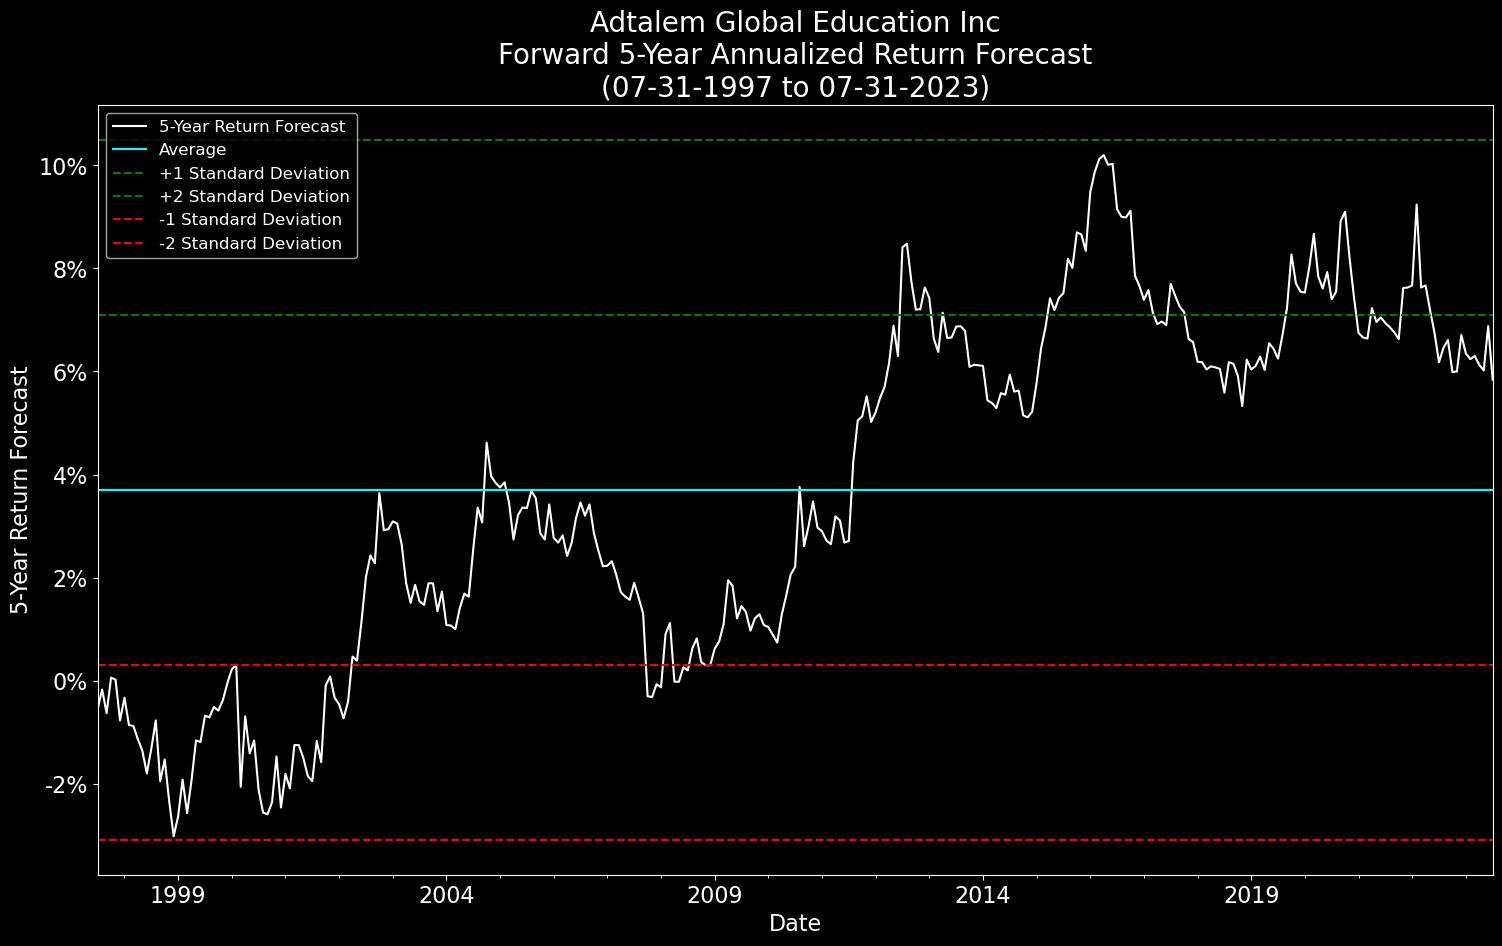 Adtalem Global Education Inc
Forward 5-Year Annualized Return Forecast
(07-31-1997 to 07-31-2023)
5-Year Return Forecast
Average
+1 Standard Deviation
+2 Standard Deviation
-1 Standard Deviation
-2 Standard Deviation
10%
8%
6%
4%
2%
0%
-2%
5-Year Return Forecast
1999
2004
2009
2014
2019
Date